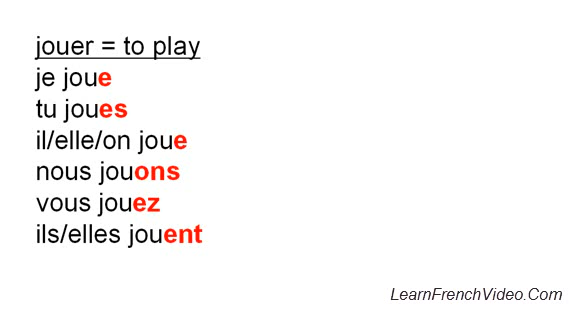 jouer = to play
je joue
tu joues
il/elle/on joue
nous jouons
vous jouez
ils/elles jouent
LearnFrenchVideo.Com